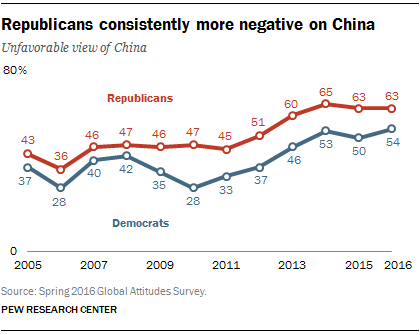 Republicans consistently more negative on China
Unfavorable view of China
80%
Republicans
43 36 46 47 46 47 45 51 60 65 63 63
37 28 40 42 35 28 33 37 46 53 50 54
Democrats
0
2005 2007 2009 2011 2013 2015 2016
Source: Spring 2016 Global Attitudes Survey.
PEW RESEARCH CENTER